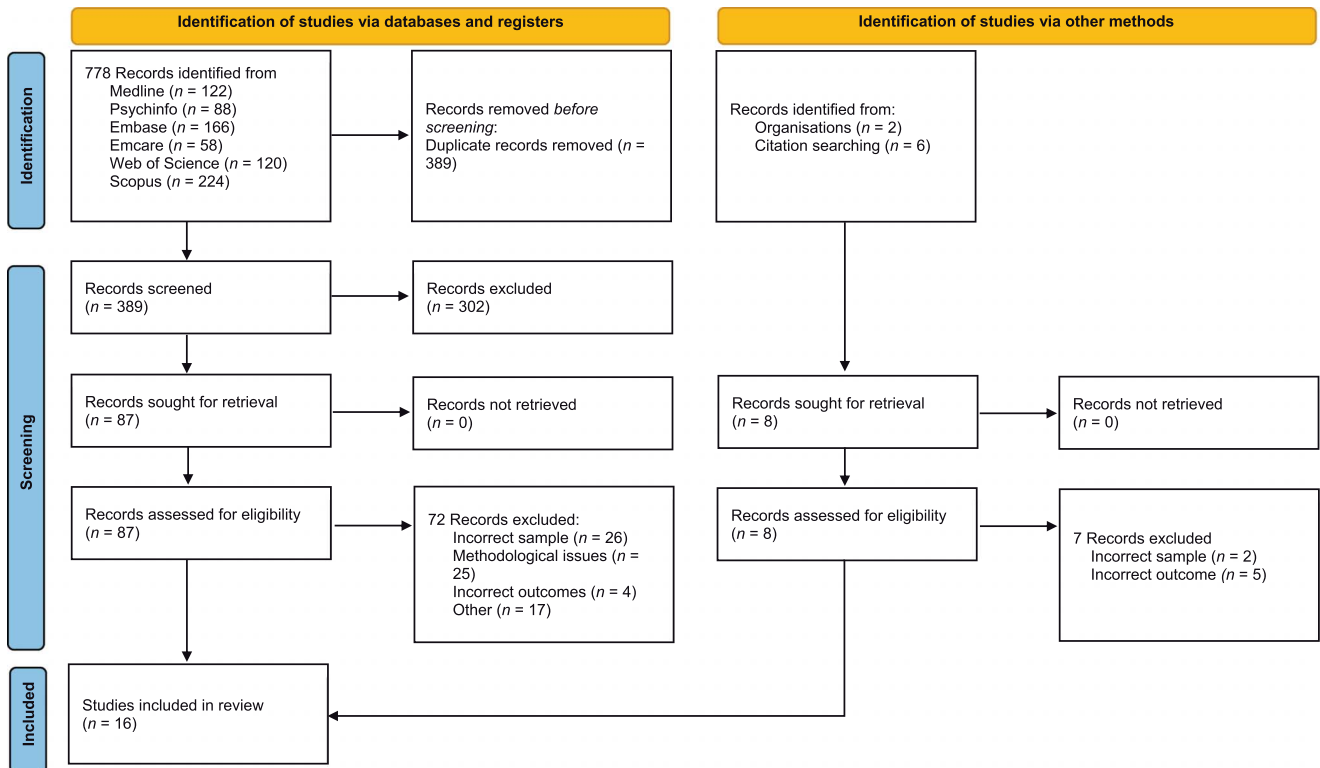 Identification of studies via databases and registers
Identification of studies via other methods
Identification
778 Records identified from
Medline (n = 122)
Psychinfo (n = 88)
Embase (n = 166)
Emcare (n = 58)
Web of Science (n = 120)
Scopus (n = 224)
Records removed before
screening:
Duplicate records removed (n =
389)
Records identified from:
Organisations (n = 2)
Citation searching (n = 6)
Screening
Records screened
(n = 389)
Records excluded
(n = 302)
Records sought for retrieval
(n = 87)
Records not retrieved
(n = 0)
Records sought for retrieval
(n = 8)
Records not retrieved
(n = 0)
Records assessed for eligibility
(n = 87)
72 Records excluded:
Incorrect sample (n = 26)
Methodological issues (n =
25)
Incorrect outcomes (n = 4)
Other (n = 17)
Records assessed for eligibility
(n = 8)
7 Records excluded
Incorrect sample (n = 2)
Incorrect outcome (n = 5)
Included
Studies included in review
(n = 16)